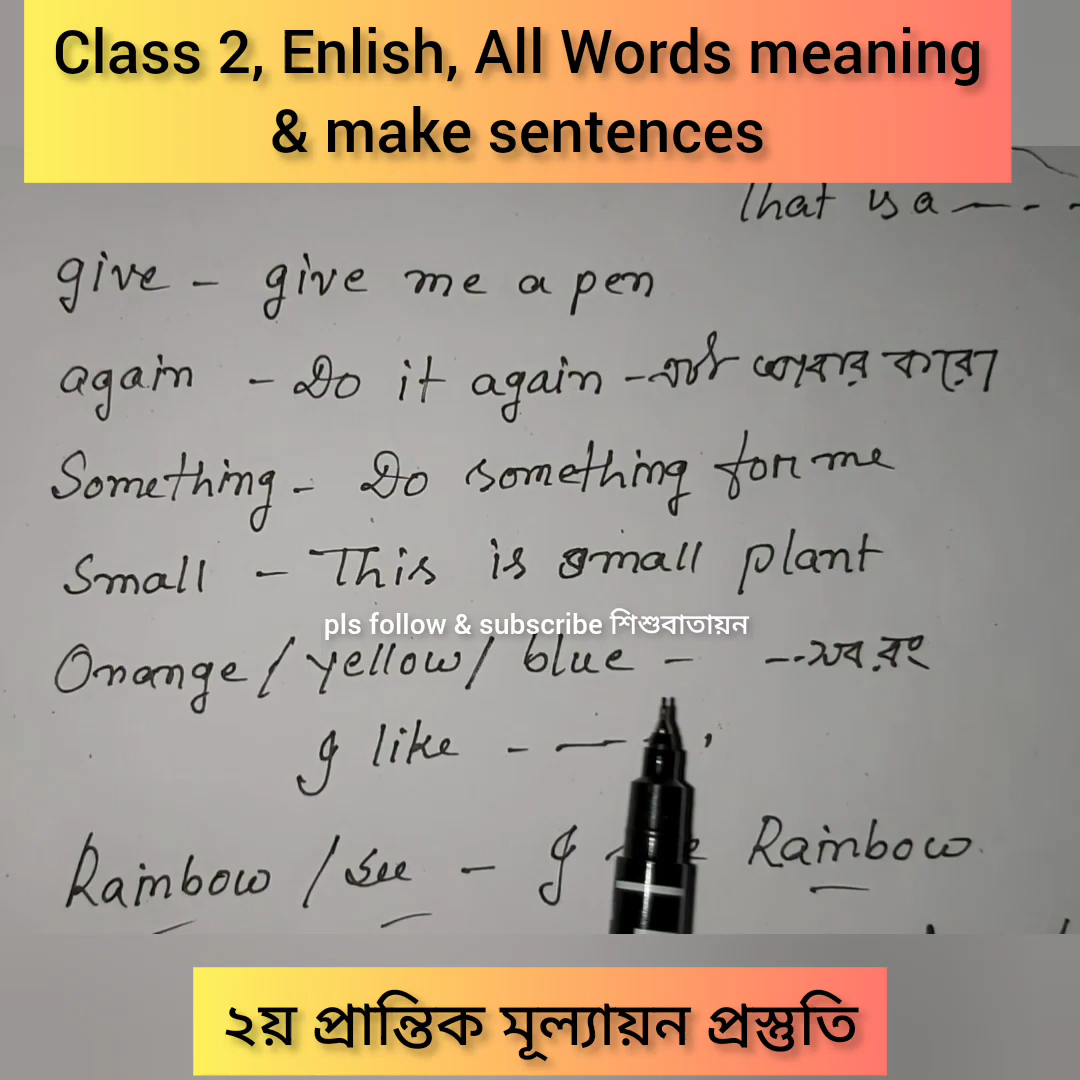 Class 2, Enlish, All Words meaning
& make sentences
That is a
give - give me a pen
again - Do it again - এটা আবার করো
Something - Do something for me
Small - This is small plant
pls follow & subscribe শিশুবাতায়ন
Orange / yellow / blue - --সব রং
I like - —
Rainbow / see - I Rainbow.
২য় প্রান্তিক মূল্যায়ন প্রস্তুতি